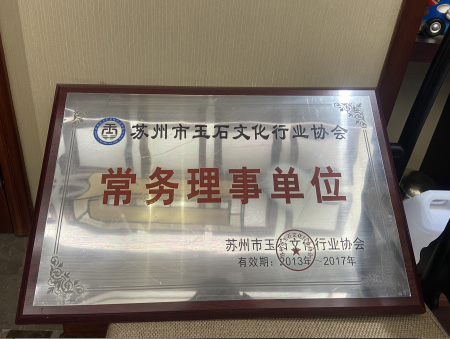 苏州市玉石文化行业协会
常务理事单位
苏州市玉石文化行业协会
有效期：2013年—2017年